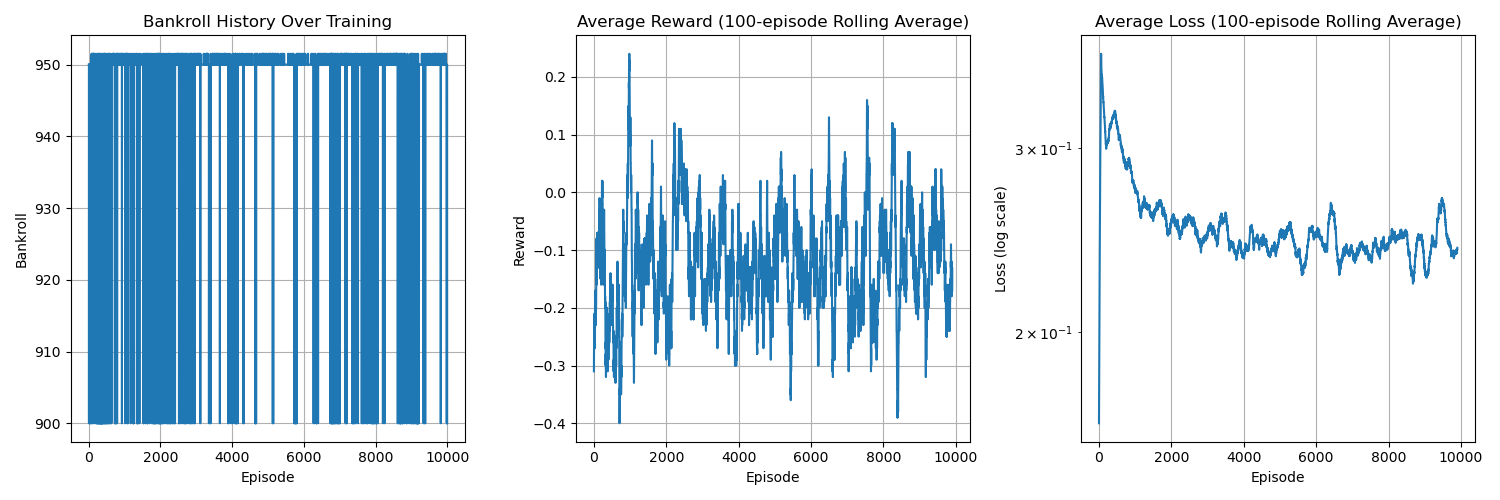 Bankroll History Over Training
Bankroll
950
940
930
920
910
900
0 2000 4000 6000 8000 10000
Episode
Average Reward (100-episode Rolling Average)
Reward
0.2
0.1
0.0
−0.1
−0.2
−0.3
−0.4
0 2000 4000 6000 8000 10000
Episode
Average Loss (100-episode Rolling Average)
Loss (log scale)
3 × 10⁻¹
2 × 10⁻¹
0 2000 4000 6000 8000 10000
Episode